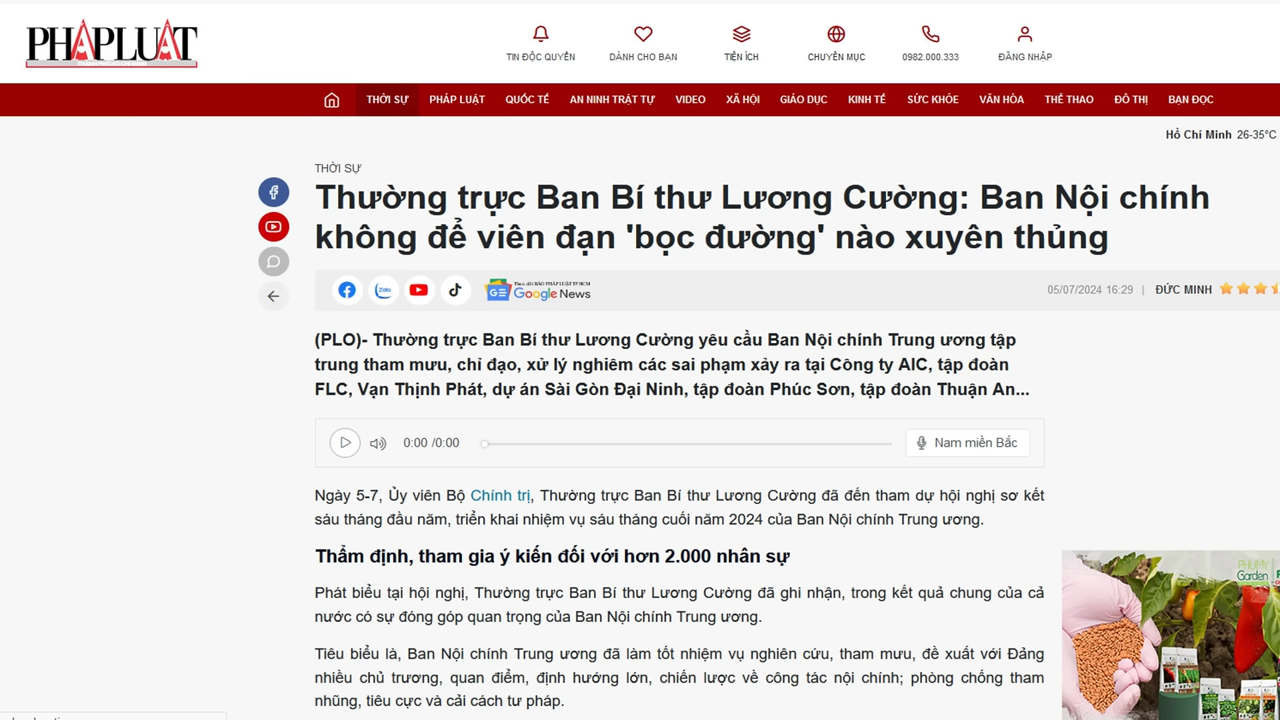 PHÁPLUẬT
TIN ĐỘC QUYỀN
DÀNH CHO BẠN
TIỆN ÍCH
CHUYÊN MỤC
0982.000.333
ĐĂNG NHẬP
THỜI SỰ
PHÁP LUẬT
QUỐC TẾ
AN NINH TRẬT TỰ
VIDEO
XÃ HỘI
GIÁO DỤC
KINH TẾ
SỨC KHỎE
VĂN HÓA
THỂ THAO
ĐÔ THỊ
BẠN ĐỌC
Hồ Chí Minh 26-35°C
THỜI SỰ
Thường trực Ban Bí thư Lương Cường: Ban Nội chính
không để viên đạn 'bọc đường' nào xuyên thủng
Zalo
Theo dõi BÁO PHÁP LUẬT TP HCM
Google News
05/07/2024 16:29 | ĐỨC MINH
(PLO)- Thường trực Ban Bí thư Lương Cường yêu cầu Ban Nội chính Trung ương tập
trung tham mưu, chỉ đạo, xử lý nghiêm các sai phạm xảy ra tại Công ty AIC, tập đoàn
FLC, Vạn Thịnh Phát, dự án Sài Gòn Đại Ninh, tập đoàn Phúc Sơn, tập đoàn Thuận An...
0:00 /0:00
Nam miền Bắc
Ngày 5-7, Ủy viên Bộ Chính trị, Thường trực Ban Bí thư Lương Cường đã đến tham dự hội nghị sơ kết
sáu tháng đầu năm, triển khai nhiệm vụ sáu tháng cuối năm 2024 của Ban Nội chính Trung ương.
Thẩm định, tham gia ý kiến đối với hơn 2.000 nhân sự
Phát biểu tại hội nghị, Thường trực Ban Bí thư Lương Cường đã ghi nhận, trong kết quả chung của cả
nước có sự đóng góp quan trọng của Ban Nội chính Trung ương.
PHUMY
Garden
Tiêu biểu là, Ban Nội chính Trung ương đã làm tốt nhiệm vụ nghiên cứu, tham mưu, đề xuất với Đảng
nhiều chủ trương, quan điểm, định hướng lớn, chiến lược về công tác nội chính; phòng chống tham
nhũng, tiêu cực và cải cách tư pháp.